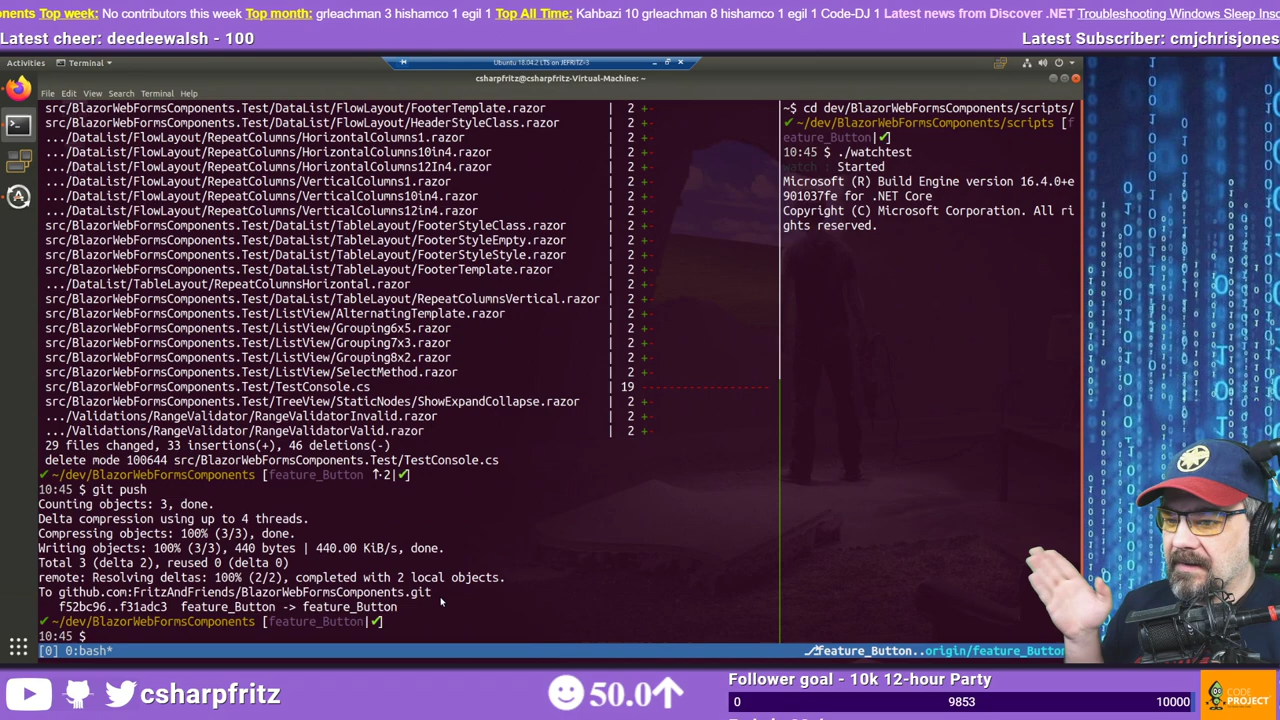 onents Top week: No contributors this week Top month: grleachman 3 hishamco 1 egil 1 Top All Time: Kahbazi 10 grleachman 8 hishamco 1 egil 1 Code-DJ 1 Latest news from Discover .NET Troubleshooting Windows Sleep Inso
Latest cheer: deedeewalsh - 100
Latest Subscriber: cmjchrisjones
Activities
Terminal
Ubuntu 18.04.2 LTS on JEFRITZ-3
csharpfritz@csharpfritz-Virtual-Machine: ~
File Edit View Search Terminal Help
src/BlazorWebFormsComponents.Test/DataList/FlowLayout/FooterTemplate.razor | 2 +-
src/BlazorWebFormsComponents.Test/DataList/FlowLayout/HeaderStyleClass.razor | 2 +-
.../DataList/FlowLayout/RepeatColumns/HorizontalColumns1.razor | 2 +-
.../DataList/FlowLayout/RepeatColumns/HorizontalColumns10in4.razor | 2 +-
.../DataList/FlowLayout/RepeatColumns/HorizontalColumns12In4.razor | 2 +-
.../DataList/FlowLayout/RepeatColumns/VerticalColumns1.razor | 2 +-
.../DataList/FlowLayout/RepeatColumns/VerticalColumns10in4.razor | 2 +-
.../DataList/FlowLayout/RepeatColumns/VerticalColumns12in4.razor | 2 +-
src/BlazorWebFormsComponents.Test/DataList/TableLayout/FooterStyleClass.razor | 2 +-
src/BlazorWebFormsComponents.Test/DataList/TableLayout/FooterStyleEmpty.razor | 2 +-
src/BlazorWebFormsComponents.Test/DataList/TableLayout/FooterStyleStyle.razor | 2 +-
src/BlazorWebFormsComponents.Test/DataList/TableLayout/FooterTemplate.razor | 2 +-
.../DataList/TableLayout/RepeatColumnsHorizontal.razor | 2 +-
src/BlazorWebFormsComponents.Test/DataList/TableLayout/RepeatColumnsVertical.razor | 2 +-
src/BlazorWebFormsComponents.Test/ListView/AlternatingTemplate.razor | 2 +-
src/BlazorWebFormsComponents.Test/ListView/Grouping6x5.razor | 2 +-
src/BlazorWebFormsComponents.Test/ListView/Grouping7x3.razor | 2 +-
src/BlazorWebFormsComponents.Test/ListView/Grouping8x2.razor | 2 +-
src/BlazorWebFormsComponents.Test/ListView/SelectMethod.razor | 2 +-
src/BlazorWebFormsComponents.Test/TestConsole.cs | 19 -------------------
src/BlazorWebFormsComponents.Test/TreeView/StaticNodes/ShowExpandCollapse.razor | 2 +-
.../Validations/RangeValidator/RangeValidatorInvalid.razor | 2 +-
.../Validations/RangeValidator/RangeValidatorValid.razor | 2 +-
29 files changed, 33 insertions(+), 46 deletions(-)
delete mode 100644 src/BlazorWebFormsComponents.Test/TestConsole.cs
✔ ~/dev/BlazorWebFormsComponents [feature_Button ↑·2|✔]
10:45 $ git push
Counting objects: 3, done.
Delta compression using up to 4 threads.
Compressing objects: 100% (3/3), done.
Writing objects: 100% (3/3), 440 bytes | 440.00 KiB/s, done.
Total 3 (delta 2), reused 0 (delta 0)
remote: Resolving deltas: 100% (2/2), completed with 2 local objects.
To github.com:FritzAndFriends/BlazorWebFormsComponents.git
f52bc96..f31adc3 feature_Button -> feature_Button
✔ ~/dev/BlazorWebFormsComponents [feature_Button|✔]
10:45 $
~$ cd dev/BlazorWebFormsComponents/scripts/
✔ ~/dev/BlazorWebFormsComponents/scripts [f
eature_Button|✔]
10:45 $ ./watchtest
watch : Started
Microsoft (R) Build Engine version 16.4.0+e
901037fe for .NET Core
Copyright (C) Microsoft Corporation. All ri
ghts reserved.
[0] 0:bash*
feature_Button..origin/feature_Button
csharpfritz
50.0
Follower goal - 10k 12-hour Party
0 9853 10000
CODE
PROJECT